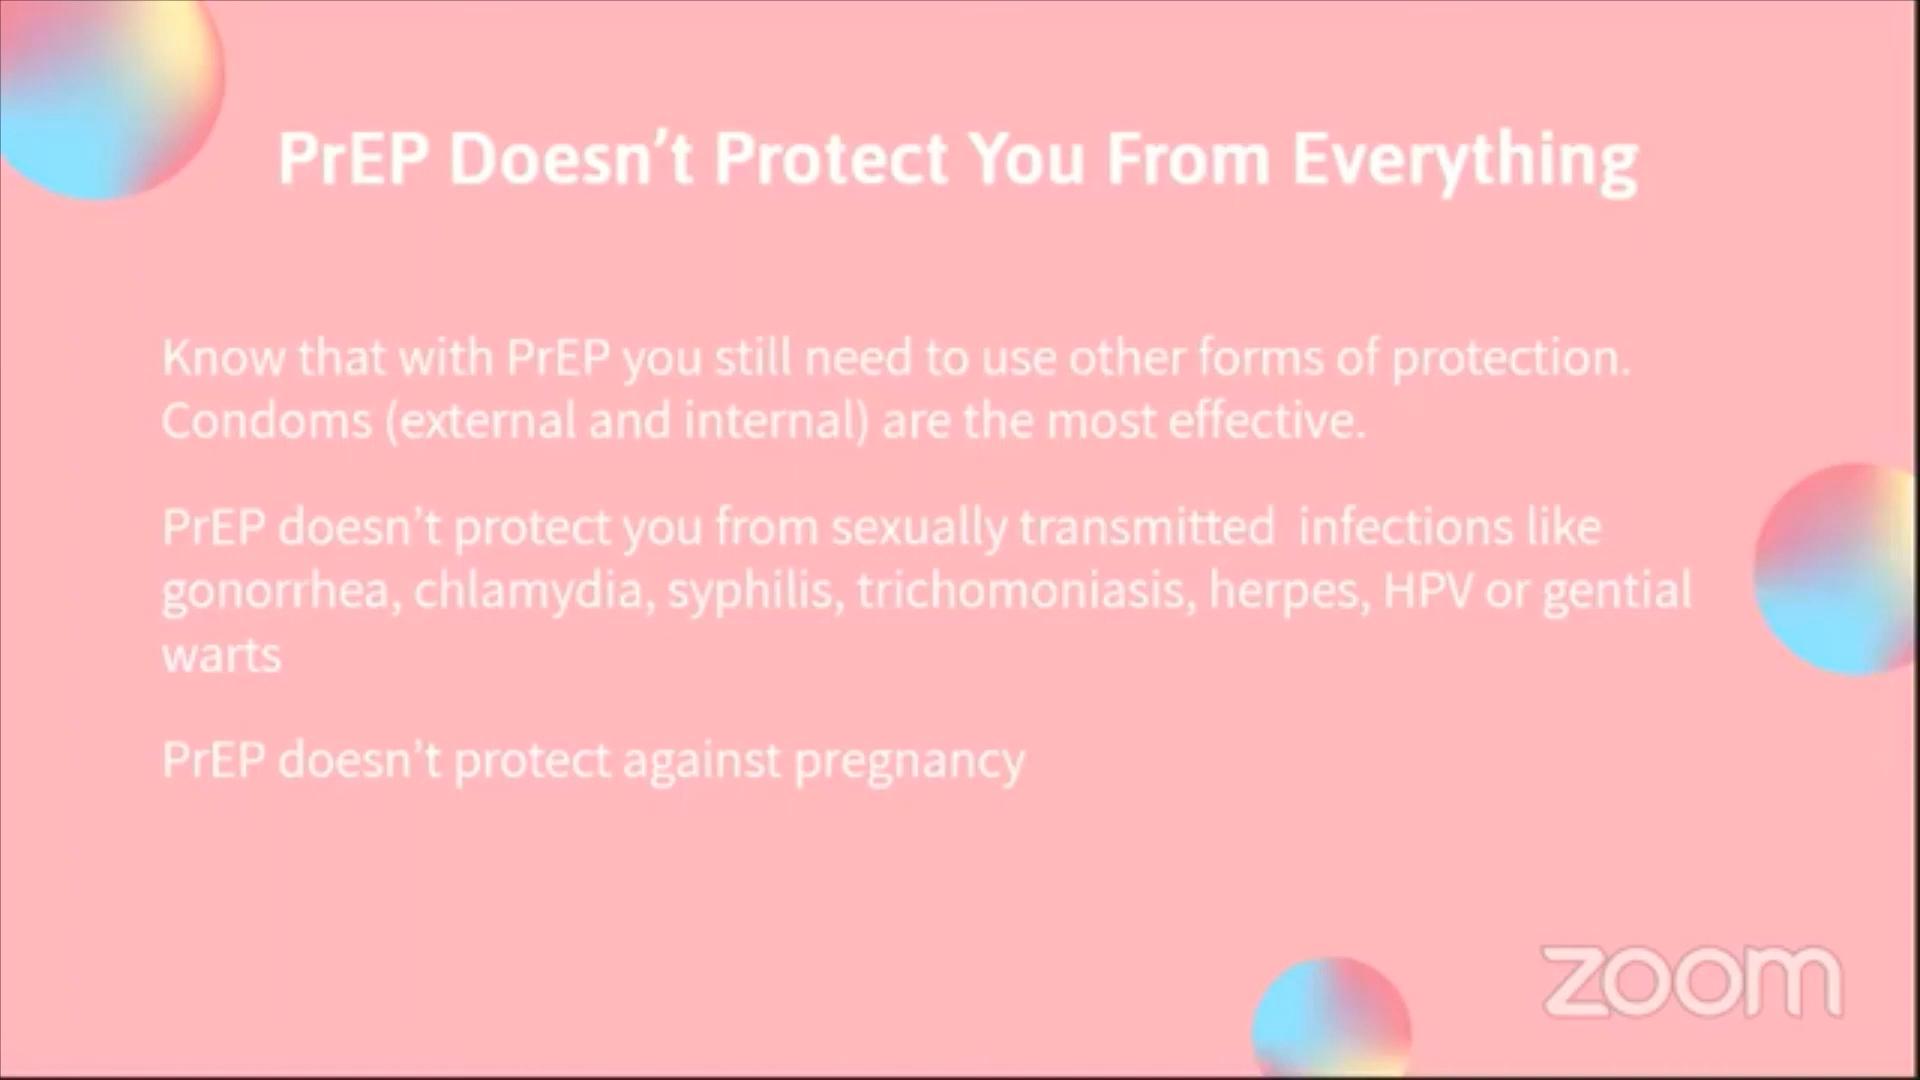 PrEP Doesn’t Protect You From Everything
Know that with PrEP you still need to use other forms of protection.
Condoms (external and internal) are the most effective.
PrEP doesn’t protect you from sexually transmitted  infections like
gonorrhea, chlamydia, syphilis, trichomoniasis, herpes, HPV or gential
warts
PrEP doesn’t protect against pregnancy
zoom